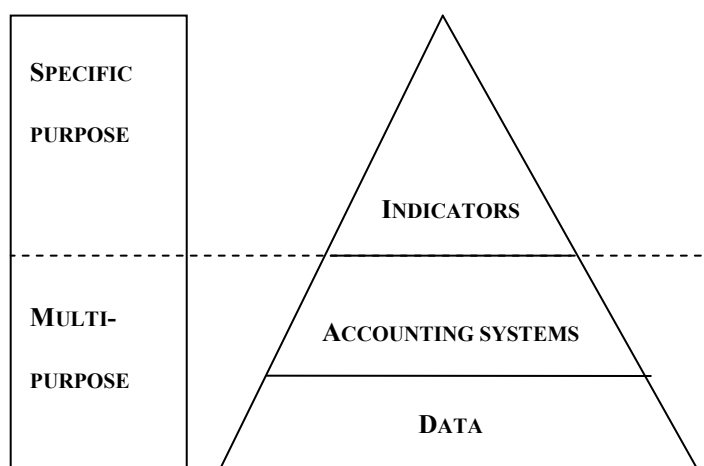 SPECIFIC
PURPOSE
INDICATORS
MULTI-
PURPOSE
ACCOUNTING SYSTEMS
DATA